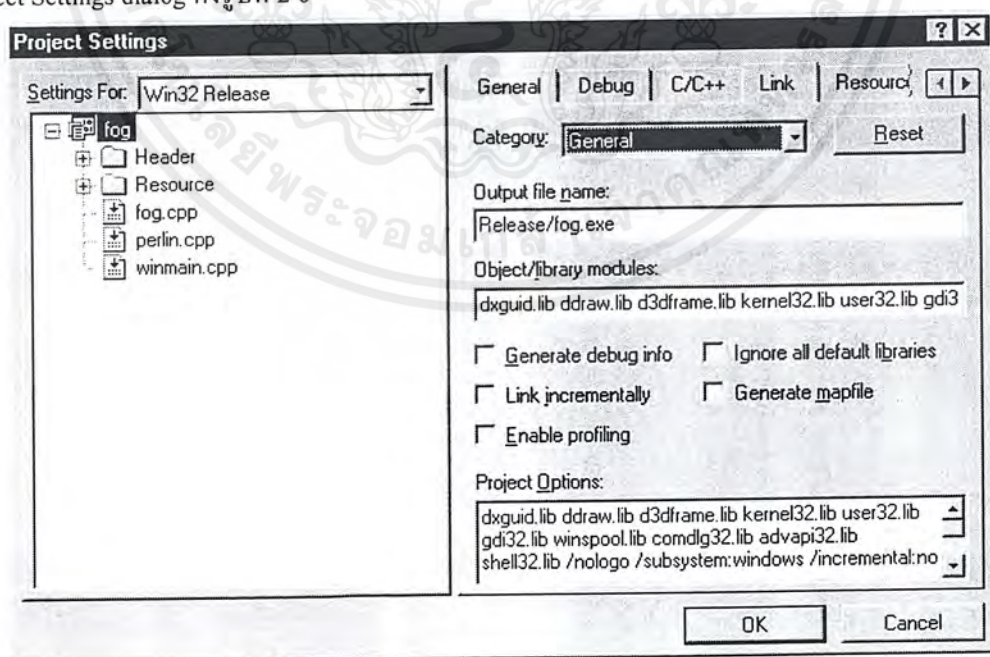 ect Settings dialog
Project Settings
Settings For: Win32 Release
fog
Header
Resource
fog.cpp
perlin.cpp
winmain.cpp
General Debug C/C++ Link Resourc
Category: General
Reset
Output file name:
Release/fog.exe
Object/library modules:
dxguid.lib ddraw.lib d3dframe.lib kernel32.lib user32.lib gdi3
Generate debug info
Ignore all default libraries
Link incrementally
Generate mapfile
Enable profiling
Project Options:
dxguid.lib ddraw.lib d3dframe.lib kernel32.lib user32.lib
gdi32.lib winspool.lib comdlg32.lib advapi32.lib
shell32.lib /nologo /subsystem:windows /incremental:no
OK
Cancel